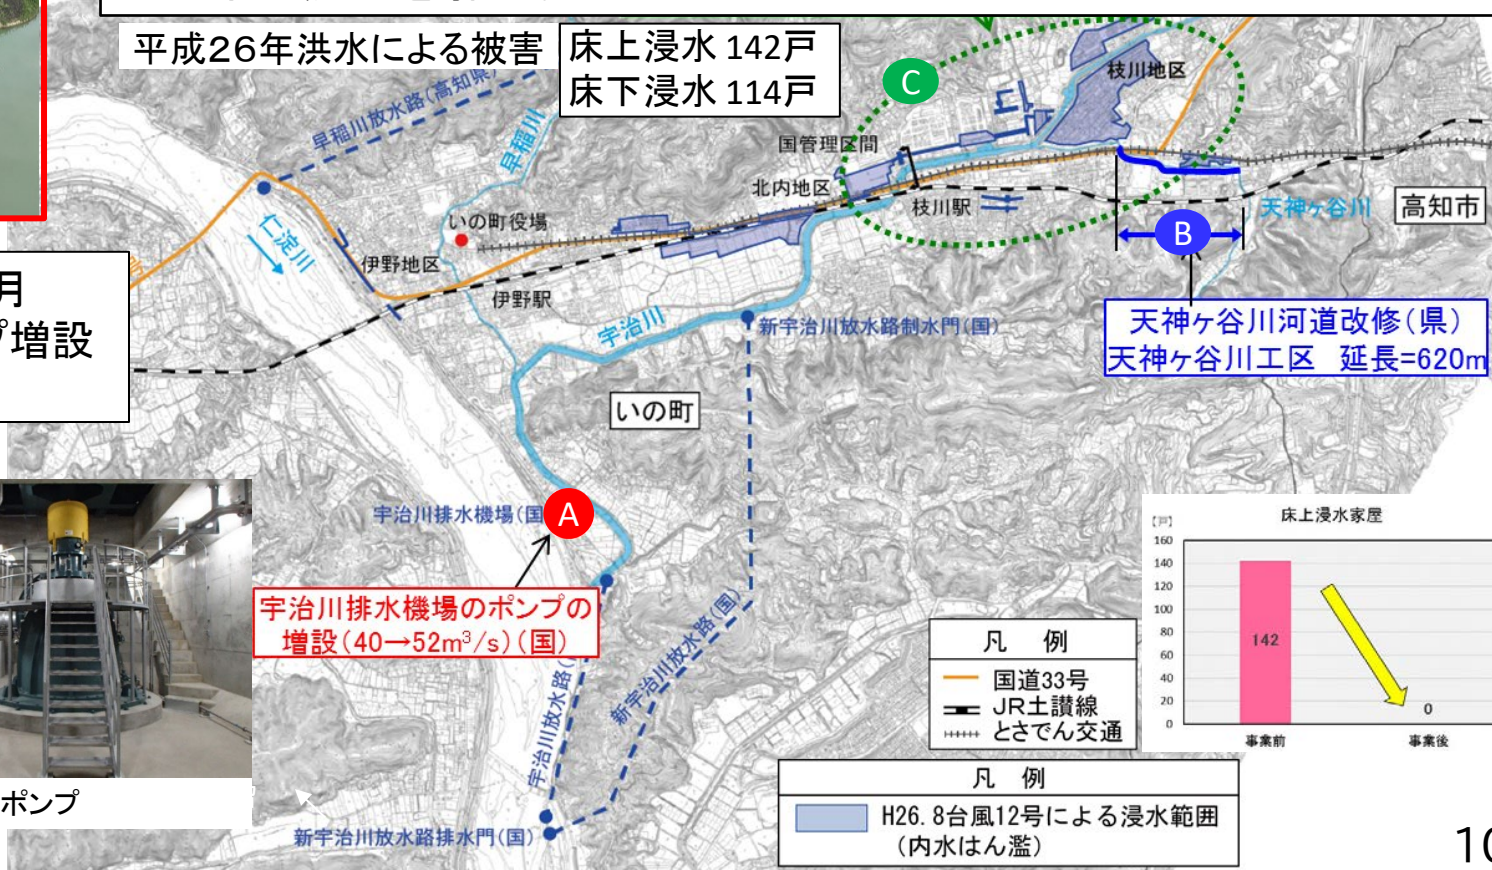 平成26年洪水による被害
床上浸水 142戸
床下浸水 114戸
C
枝川地区
早稲川放水路(高知県)
早稲川
国管理区間
北内地区
枝川駅
天神ヶ谷川
高知市
B
いの町役場
仁淀川
伊野地区
伊野駅
宇治川
新宇治川放水路制水門(国)
天神ヶ谷川河道改修(県)
天神ヶ谷川工区 延長=620m
月
プ増設
いの町
宇治川排水機場(国
A
宇治川排水機場のポンプの
増設(40→52m³/s)(国)
宇治川放水路(
新宇治川放水路(国)
新宇治川放水路排水門(国)
ポンプ
凡 例
国道33号
JR土讃線
とさでん交通
凡 例
H26.8台風12号による浸水範囲
(内水はん濫)
床上浸水家屋
[戸]
160
140
120
100
80
60
40
20
0
142
0
事業前
事業後
10